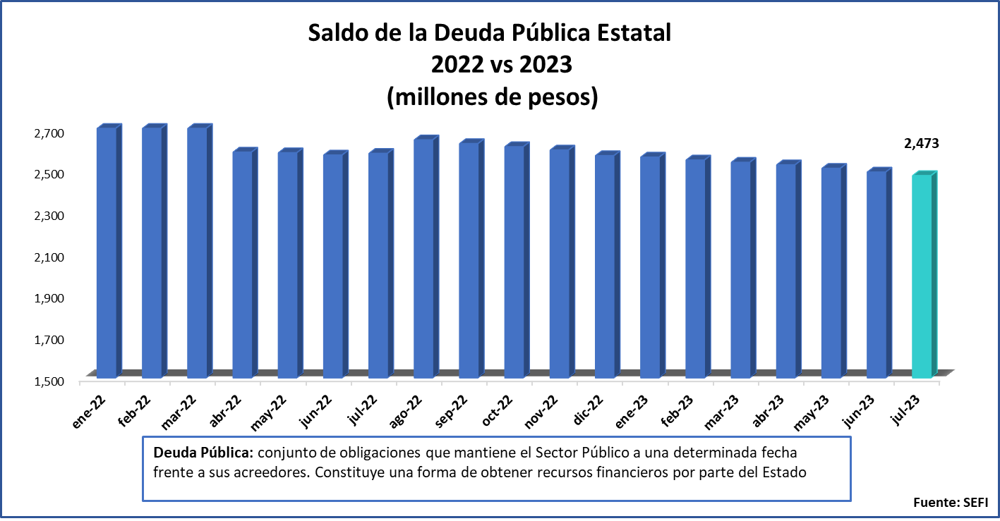 Saldo de la Deuda Pública Estatal
2022 vs 2023
(millones de pesos)
2,700
2,500
2,300
2,100
1,900
1,700
1,500
2,473
ene-22
feb-22
mar-22
abr-22
may-22
jun-22
jul-22
ago-22
sep-22
oct-22
nov-22
dic-22
ene-23
feb-23
mar-23
abr-23
may-23
jun-23
jul-23
Deuda Pública: conjunto de obligaciones que mantiene el Sector Público a una determinada fecha
frente a sus acreedores. Constituye una forma de obtener recursos financieros por parte del Estado
Fuente: SEFI